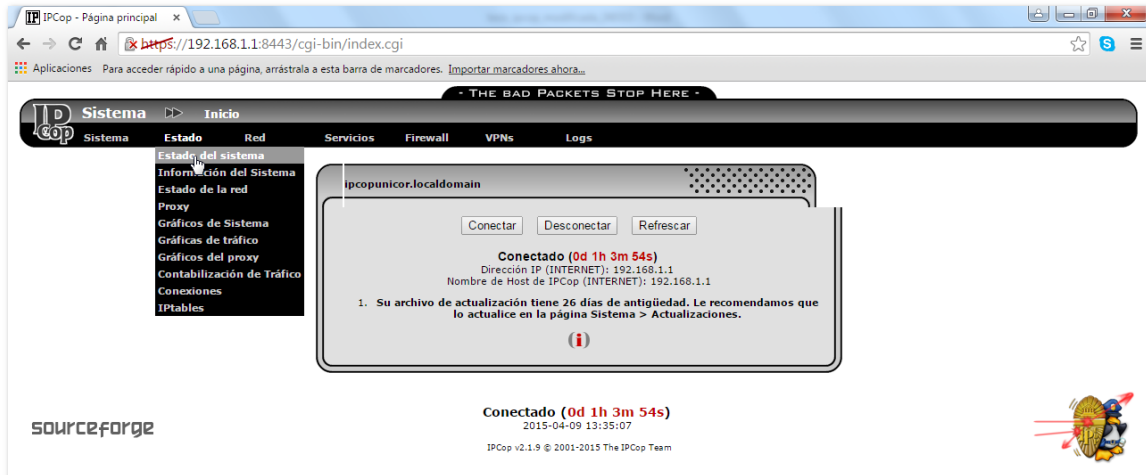 IPCop - Página principal
https://192.168.1.1:8443/cgi-bin/index.cgi
Aplicaciones Para acceder rápido a una página, arrástrala a esta barra de marcadores. Importar marcadores ahora...
- THE BAD PACKETS STOP HERE -
IP COP
Sistema Inicio
Sistema Estado Red Servicios Firewall VPNs Logs
Estado del sistema
Información del Sistema
Estado de la red
Proxy
Gráficos de Sistema
Gráficas de tráfico
Gráficos del proxy
Contabilización de Tráfico
Conexiones
IPtables
ipcopunicor.localdomain
Conectar Desconectar Refrescar
Conectado (0d 1h 3m 54s)
Dirección IP (INTERNET): 192.168.1.1
Nombre de Host de IPCop (INTERNET): 192.168.1.1
1. Su archivo de actualización tiene 26 días de antigüedad. Le recomendamos que
lo actualice en la página Sistema > Actualizaciones.
(i)
Conectado (0d 1h 3m 54s)
2015-04-09 13:35:07
IPCop v2.1.9 © 2001-2015 The IPCop Team
sourceforge